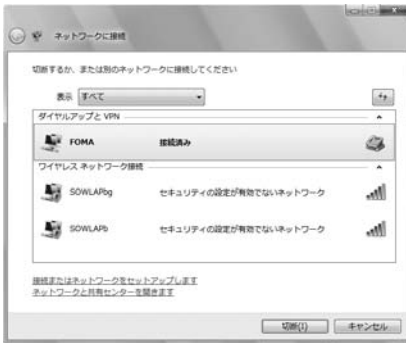 ネットワークに接続
切断するか、または別のネットワークに接続してください
表示 すべて
ダイヤルアップと VPN
FOMA 接続済み
ワイヤレス ネットワーク接続
SOWLAPbg セキュリティの設定が有効でないネットワーク
SOWLAPb セキュリティの設定が有効でないネットワーク
接続またはネットワークをセットアップします
ネットワークと共有センターを開きます
切断(I) キャンセル